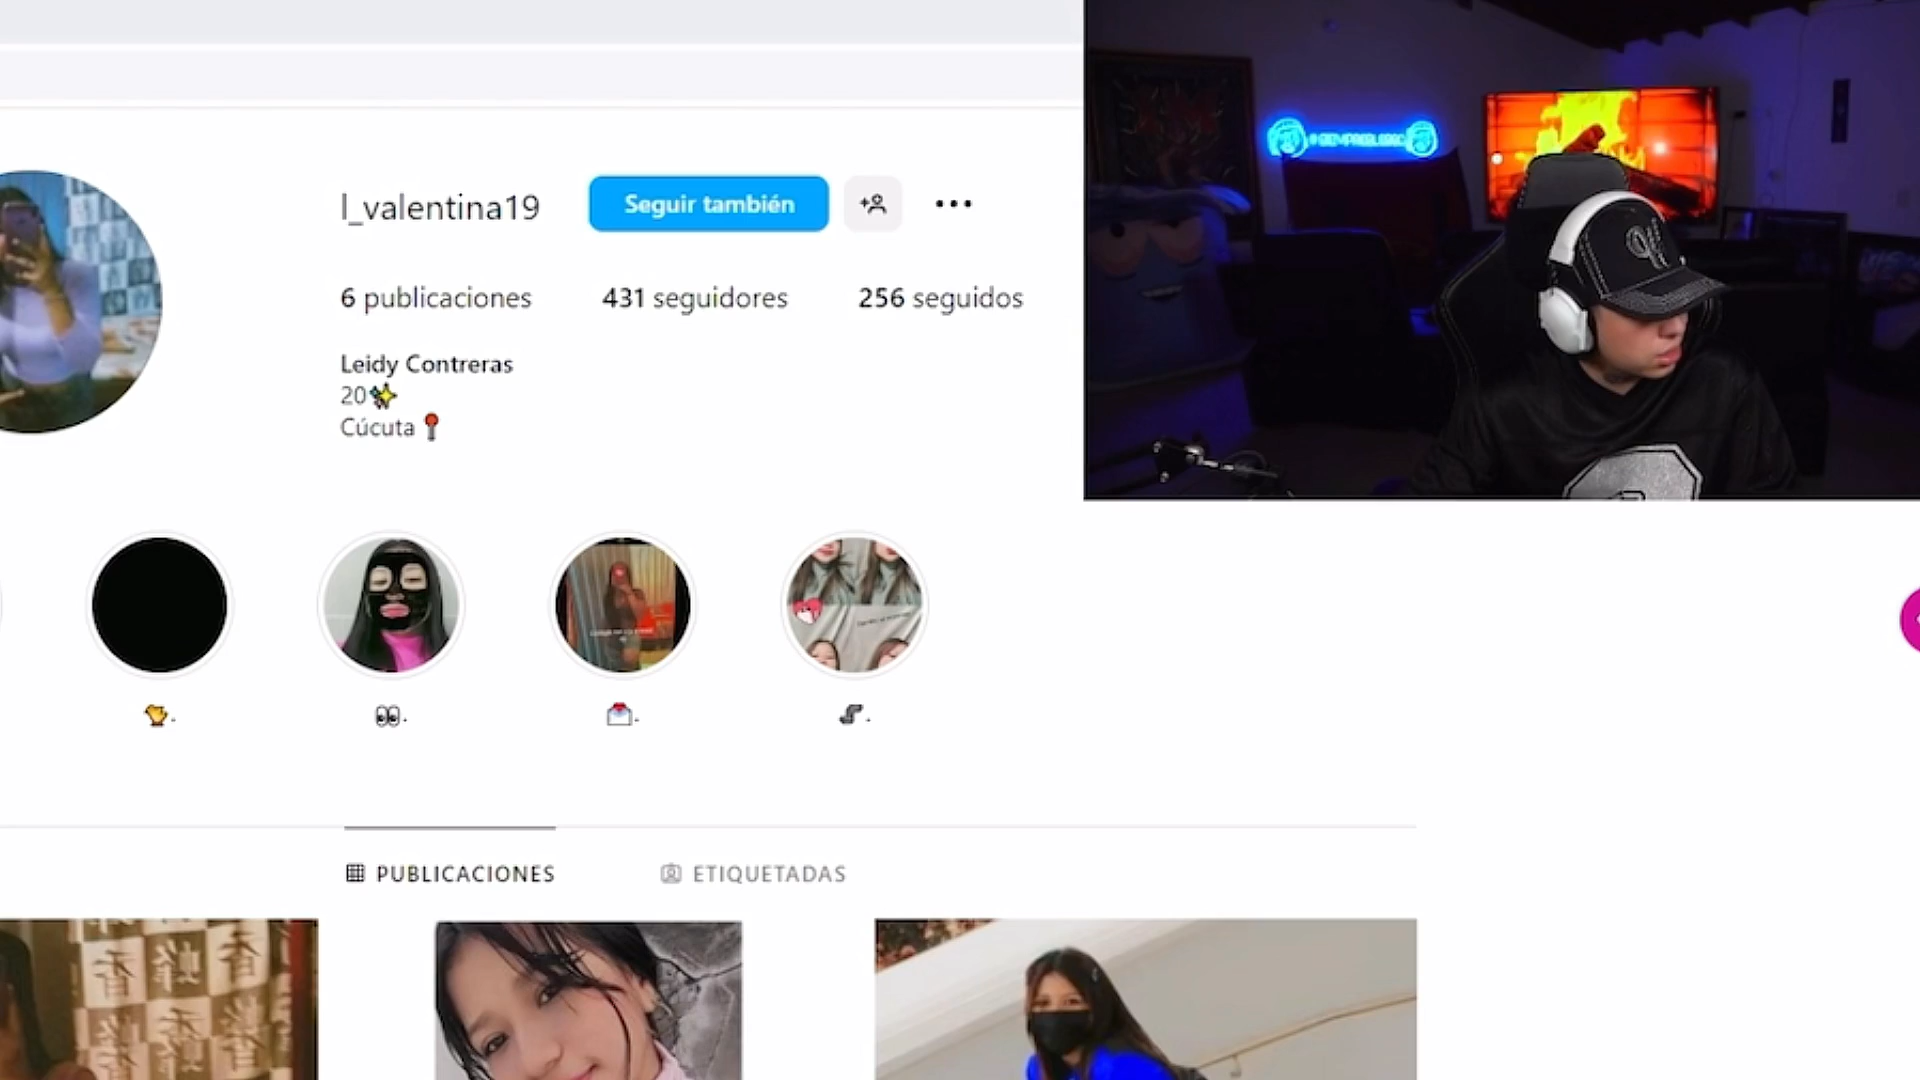 l_valentina19
Seguir también
6 publicaciones
431 seguidores
256 seguidos
Leidy Contreras
20✨
Cúcuta📍
PUBLICACIONES
ETIQUETADAS